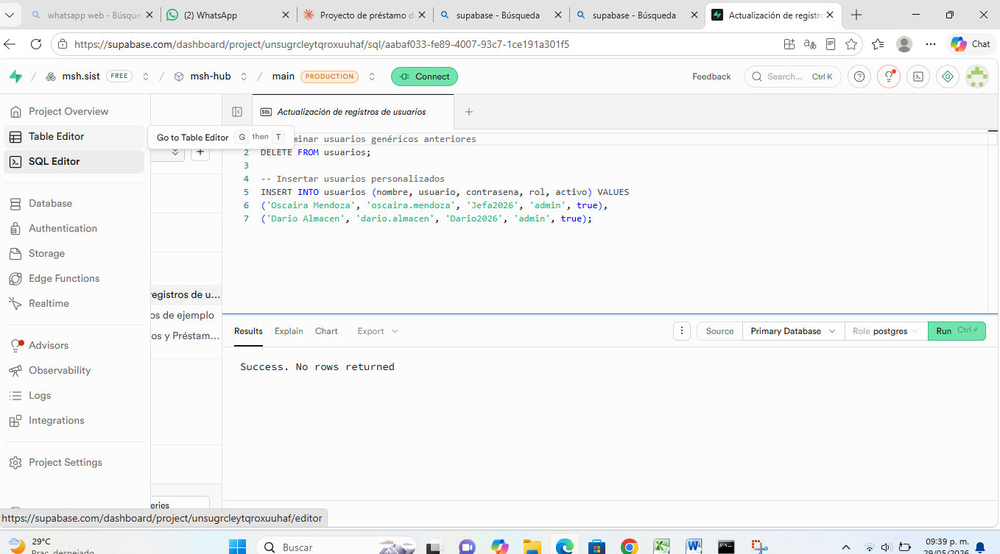 whatsapp web - Búsque
(2) WhatsApp
Proyecto de préstamo d
supabase - Búsqueda
supabase - Búsqueda
Actualización de registro
https://supabase.com/dashboard/project/unsugrcleytqroxuuhaf/sql/aabaf033-fe89-4007-93c7-1ce191a301f5
Chat
/ msh.sist FREE / msh-hub / main PRODUCTION Connect
Feedback
Search... Ctrl K
Project Overview
Table Editor
SQL Editor
Database
Authentication
Storage
Edge Functions
Realtime
Advisors
Observability
Logs
Integrations
Project Settings
Go to Table Editor G then T
egistros de u...
os de ejemplo
os y Préstam...
eries
SQL Actualización de registros de usuarios
minar usuarios genéricos anteriores
2 DELETE FROM usuarios;
3
4 -- Insertar usuarios personalizados
5 INSERT INTO usuarios (nombre, usuario, contrasena, rol, activo) VALUES
6 ('Oscaira Mendoza', 'oscaira.mendoza', 'Jefa2026', 'admin', true),
7 ('Dario Almacen', 'dario.almacen', 'Dario2026', 'admin', true);
Results Explain Chart Export
Source Primary Database Role postgres Run Ctrl
Success. No rows returned
https://supabase.com/dashboard/project/unsugrcleytqroxuuhaf/editor
29°C
Prac. despejado
Buscar
09:39 p. m.
29/05/2026